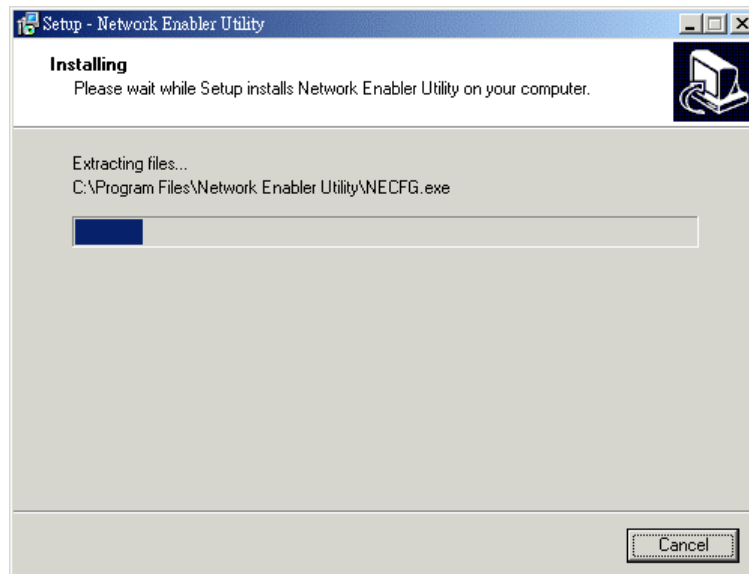 Setup - Network Enabler Utility
Installing
Please wait while Setup installs Network Enabler Utility on your computer.
Extracting files...
C:\Program Files\Network Enabler Utility\NECFG.exe
Cancel